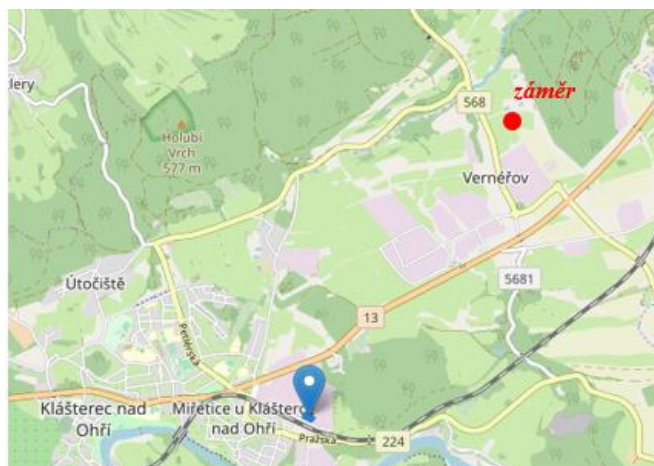 lery
568
záměr
Holubí
Vrch
577 m
Vernéřov
Útočiště
5681
13
Petlérská
Klášterec nad
Ohří
Miřetice u Klášterce
nad Ohří
Pražská
224